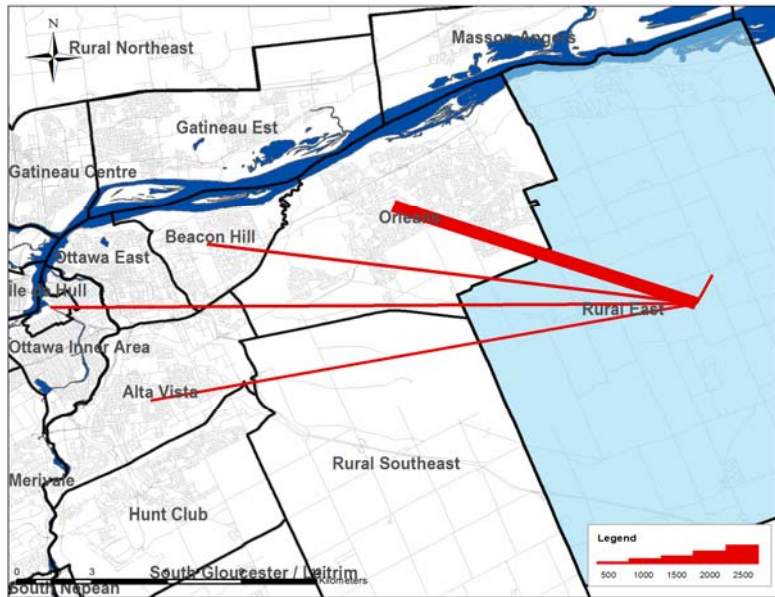 N
Rural Northeast
Masson-Angers
Gatineau Est
Gatineau Centre
Orleans
Beacon Hill
Ottawa East
Île de Hull
Rural East
Ottawa Inner Area
Alta Vista
Rural Southeast
Merivale
Hunt Club
Legend
500 1000 1500 2000 2500
South Gloucester / Leitrim
0 3
Kilometers
South Nepean